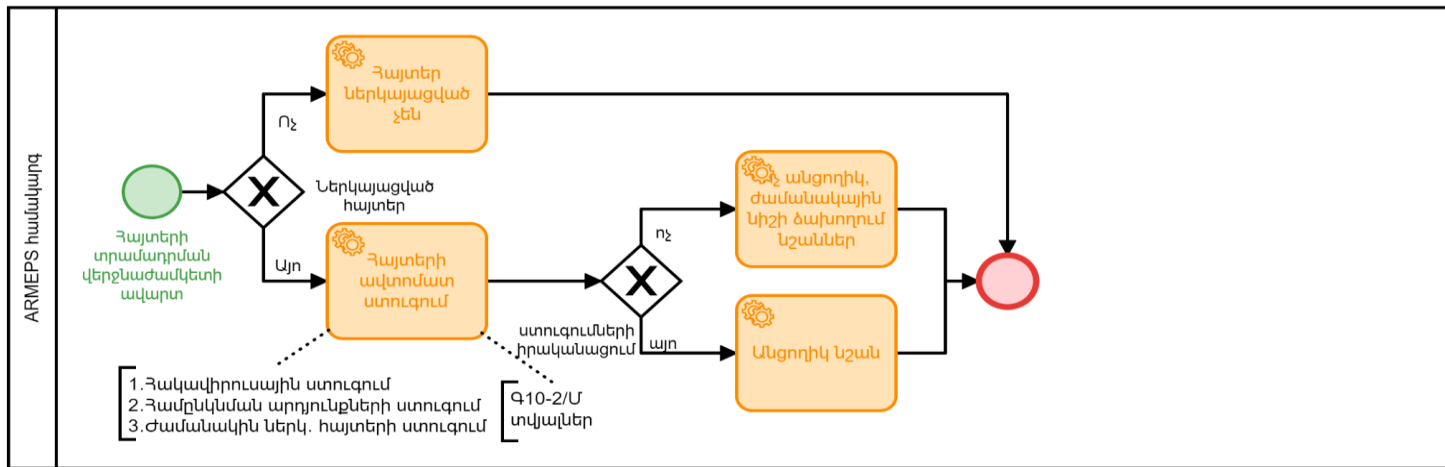 ARMEPS համակարգ
Հայտերի
տրամադրման
վերջնաժամկետի
ավարտ
Ոչ
Հայտեր
ներկայացված
չեն
Ներկայացված
հայտեր
Այո
Հայտերի
ավտոմատ
ստուգում
1.Հակավիրուսային ստուգում
2.Համընկնման արդյունքների ստուգում
3.Ժամանակին ներկ. հայտերի ստուգում
Գ10-2/Մ
տվյալներ
ստուգումների
իրականացում
ոչ
այո
անցողիկ,
ժամանակային
նիշի ձախողում
նշաններ
Անցողիկ նշան